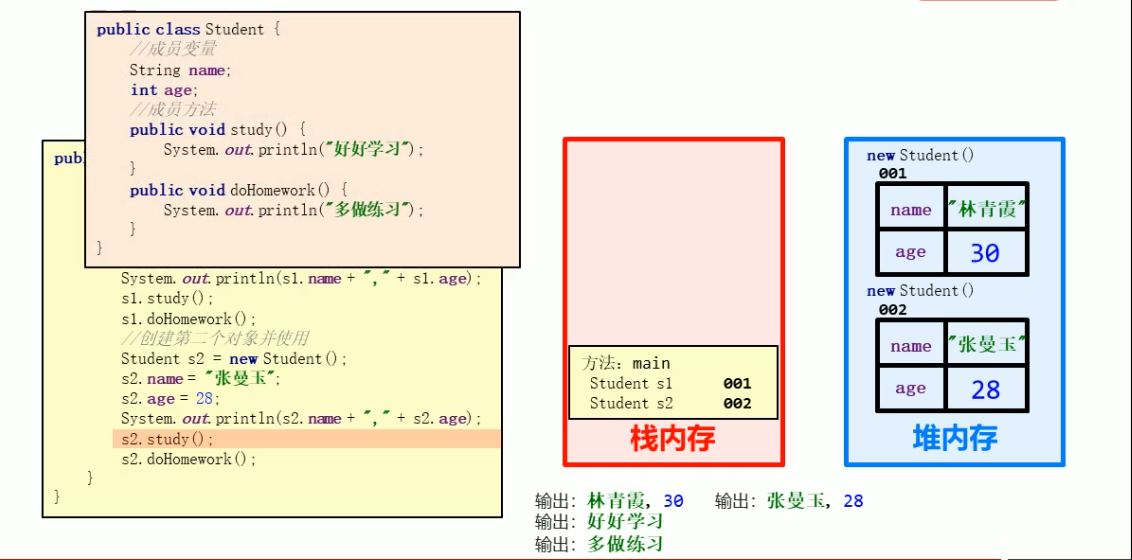 public class Student {
//成员变量
String name;
int age;
//成员方法
public void study() {
System.out.println("好好学习");
}
public void doHomework() {
System.out.println("多做练习");
}
}
System.out.println(s1.name + "," + s1.age);
s1.study();
s1.doHomework();
//创建第二个对象并使用
Student s2 = new Student();
s2.name = "张曼玉";
s2.age = 28;
System.out.println(s2.name + "," + s2.age);
s2.study();
s2.doHomework();
}
}
方法: main
Student s1 001
Student s2 002
栈内存
new Student()
001
name "林青霞"
age 30
new Student()
002
name "张曼玉"
age 28
堆内存
输出: 林青霞, 30 输出: 张曼玉, 28
输出: 好好学习
输出: 多做练习